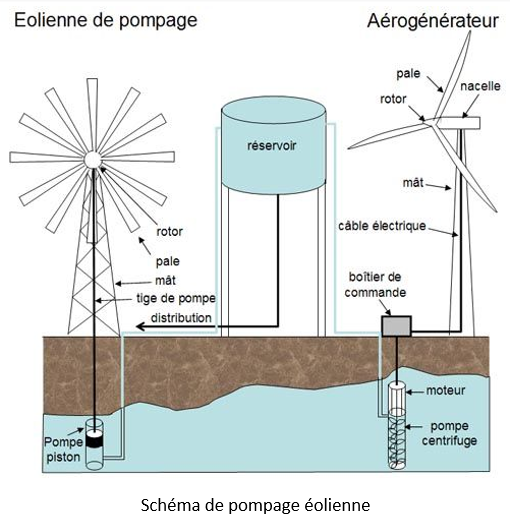 Eolienne de pompage
Aérogénérateur
pale
nacelle
rotor
réservoir
mât
rotor
câble électrique
pale
mât
boîtier de
commande
tige de pompe
distribution
moteur
Pompe
piston
pompe
centrifuge
Schéma de pompage éolienne